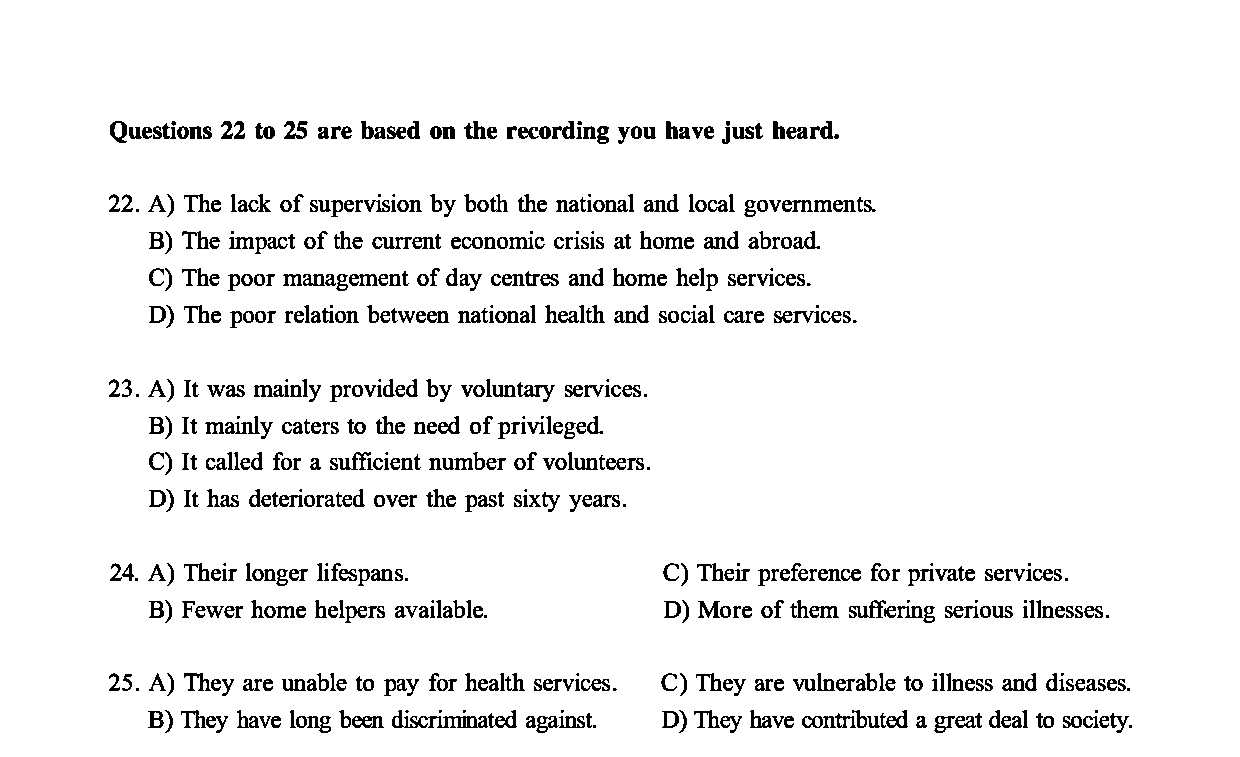 Questions 22 to 25 are based on the recording you have just heard.
22. A) The lack of supervision by both the national and local governments.
B) The impact of the current economic crisis at home and abroad.
C) The poor management of day centres and home help services.
D) The poor relation between national health and social care services.
23. A) It was mainly provided by voluntary services.
B) It mainly caters to the need of privileged.
C) It called for a sufficient number of volunteers.
D) It has deteriorated over the past sixty years.
24. A) Their longer lifespans. C) Their preference for private services.
B) Fewer home helpers available. D) More of them suffering serious illnesses.
25. A) They are unable to pay for health services. C) They are vulnerable to illness and diseases.
B) They have long been discriminated against. D) They have contributed a great deal to society.